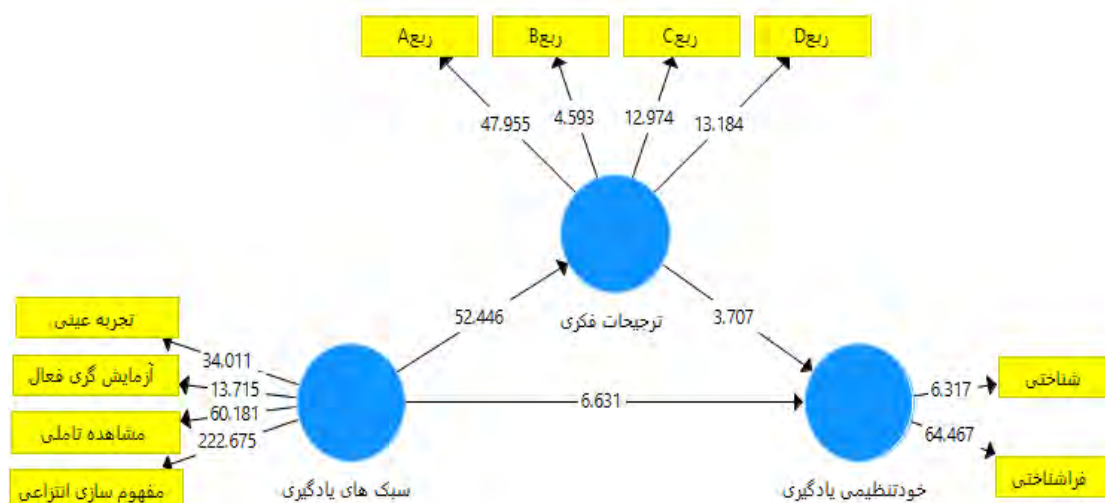 ربعA
ربعB
ربعC
ربعD
47.955
4.593
12.974
13.184
ترجیحات فکری
52.446
3.707
تجربه عینی
آزمایش گری فعال
مشاهده تاملی
مفهوم سازی انتزاعی
34.011
13.715
60.181
222.675
سبک های یادگیری
6.631
خودتنظیمی یادگیری
6.317
64.467
شناختی
فراشناختی